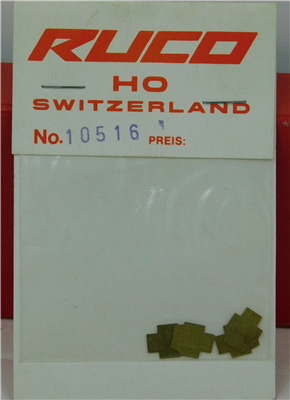 RUCO
HO
SWITZERLAND
No. 10516 PREIS: